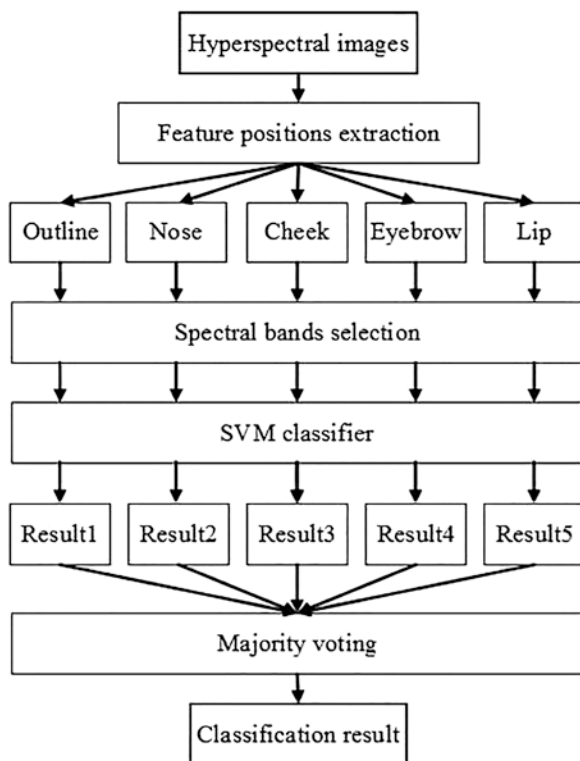 Hyperspectral images
Feature positions extraction
Outline
Nose
Cheek
Eyebrow
Lip
Spectral bands selection
SVM classifier
Result1
Result2
Result3
Result4
Result5
Majority voting
Classification result